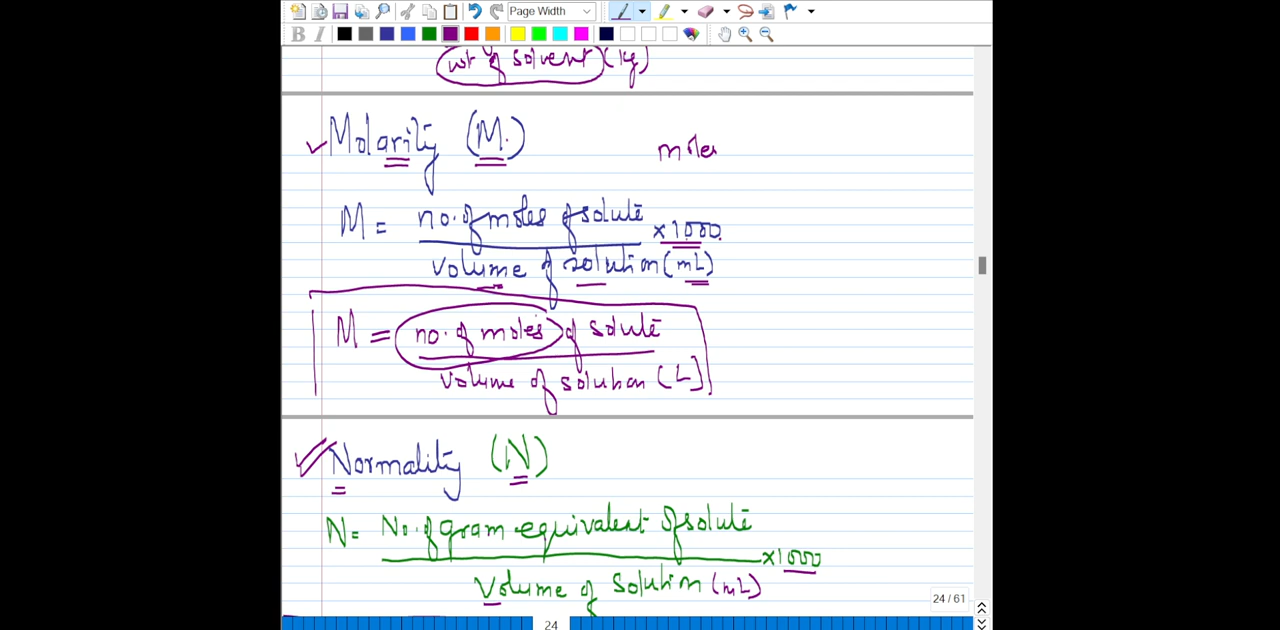 Page Width
B I
wt of solvent (kg)
Molarity (M.)
moles
M = no. of moles of solute × 1000
volume of solution (mL)
M = no. of moles of solute
volume of solution (L)
Normality (N)
N = No. of gram equivalent of solute × 1000
Volume of solution (mL)
24 / 61
24